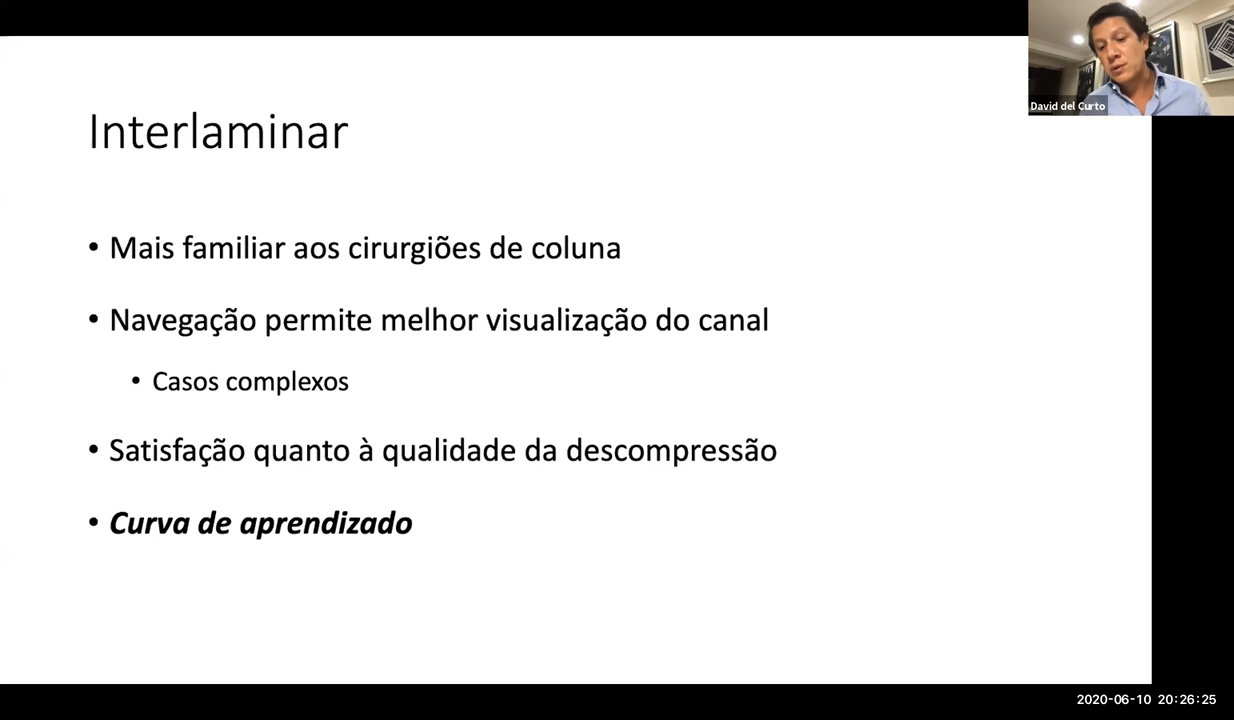 David del Curto
Interlaminar
• Mais familiar aos cirurgiões de coluna
• Navegação permite melhor visualização do canal
• Casos complexos
• Satisfação quanto à qualidade da descompressão
• Curva de aprendizado
2020-06-10 20:26:25